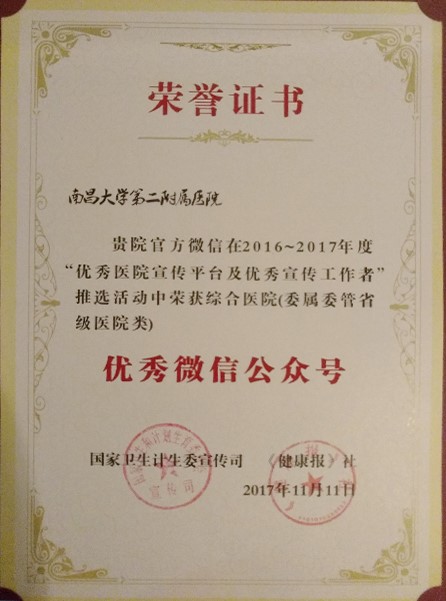 荣誉证书
南昌大学第二附属医院
贵院官方微信在2016~2017年度
“优秀医院宣传平台及优秀宣传工作者”
推选活动中荣获综合医院(委属委管省
级医院类)
优秀微信公众号
国家卫生计生委宣传司 《健康报》社
2017年11月11日
宣传司